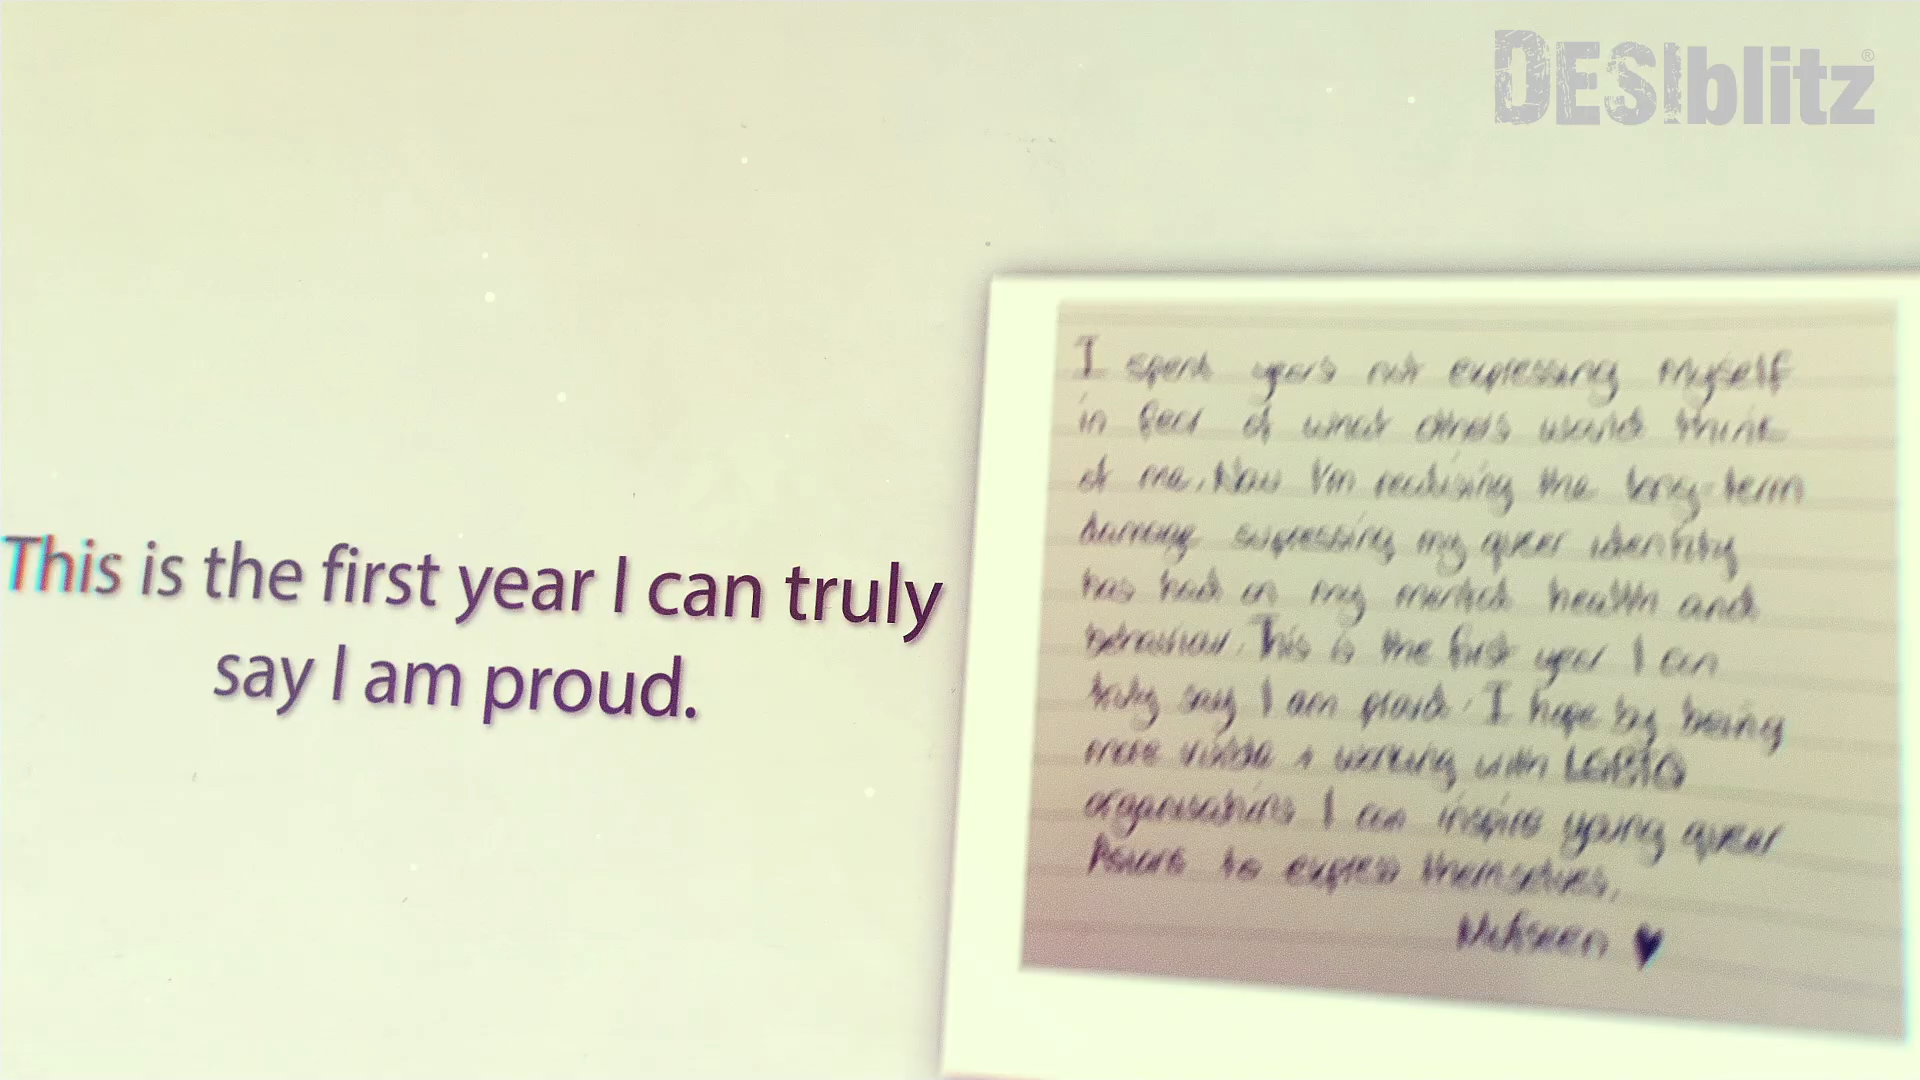 DESIblitz®
This is the first year I can truly
say I am proud.
I spent years not expressing myself
in fear of what others would think
of me. Now I'm realising the long-term
damage supressing my queer identity
has had on my mental health and
behaviour. This is the first year I can
truly say I am proud. I hope by being
more visible + working with LGBTQ
organisations I can inspire young queer
Asians to express themselves.